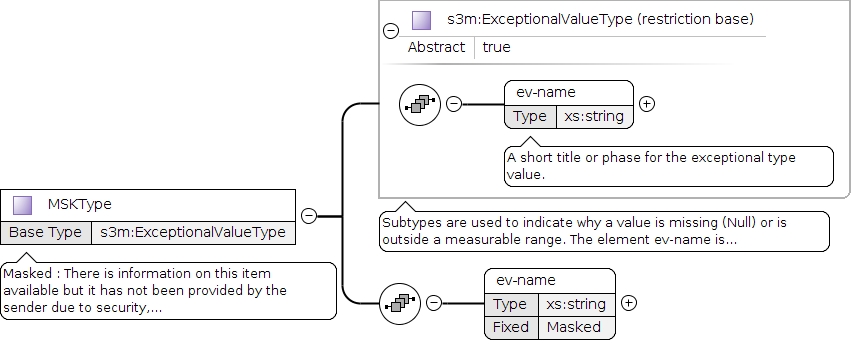 s3m:ExceptionalValueType (restriction base)
Abstract true
ev-name
Type xs:string
A short title or phase for the exceptional type
value.
MSKType
Base Type s3m:ExceptionalValueType
Subtypes are used to indicate why a value is missing (Null) or is
outside a measurable range. The element ev-name is...
Masked : There is information on this item
available but it has not been provided by the
sender due to security,...
ev-name
Type xs:string
Fixed Masked